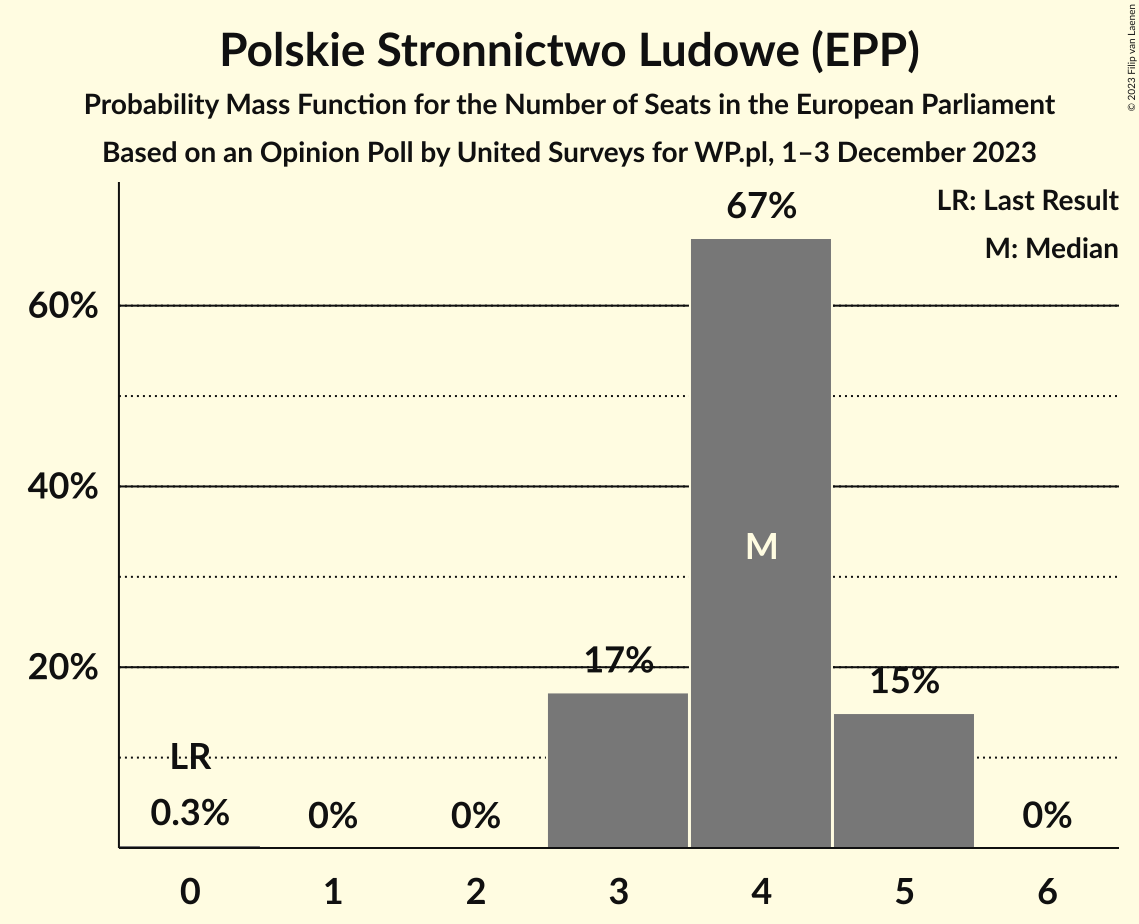 Polskie Stronnictwo Ludowe (EPP)
Probability Mass Function for the Number of Seats in the European Parliament
Based on an Opinion Poll by United Surveys for WP.pl, 1–3 December 2023
© 2023 Filip van Laenen
LR: Last Result
M: Median
67%
60%
40%
M
20%
17%
15%
LR
0.3%
0%
0%
0%
0
1
2
3
4
5
6